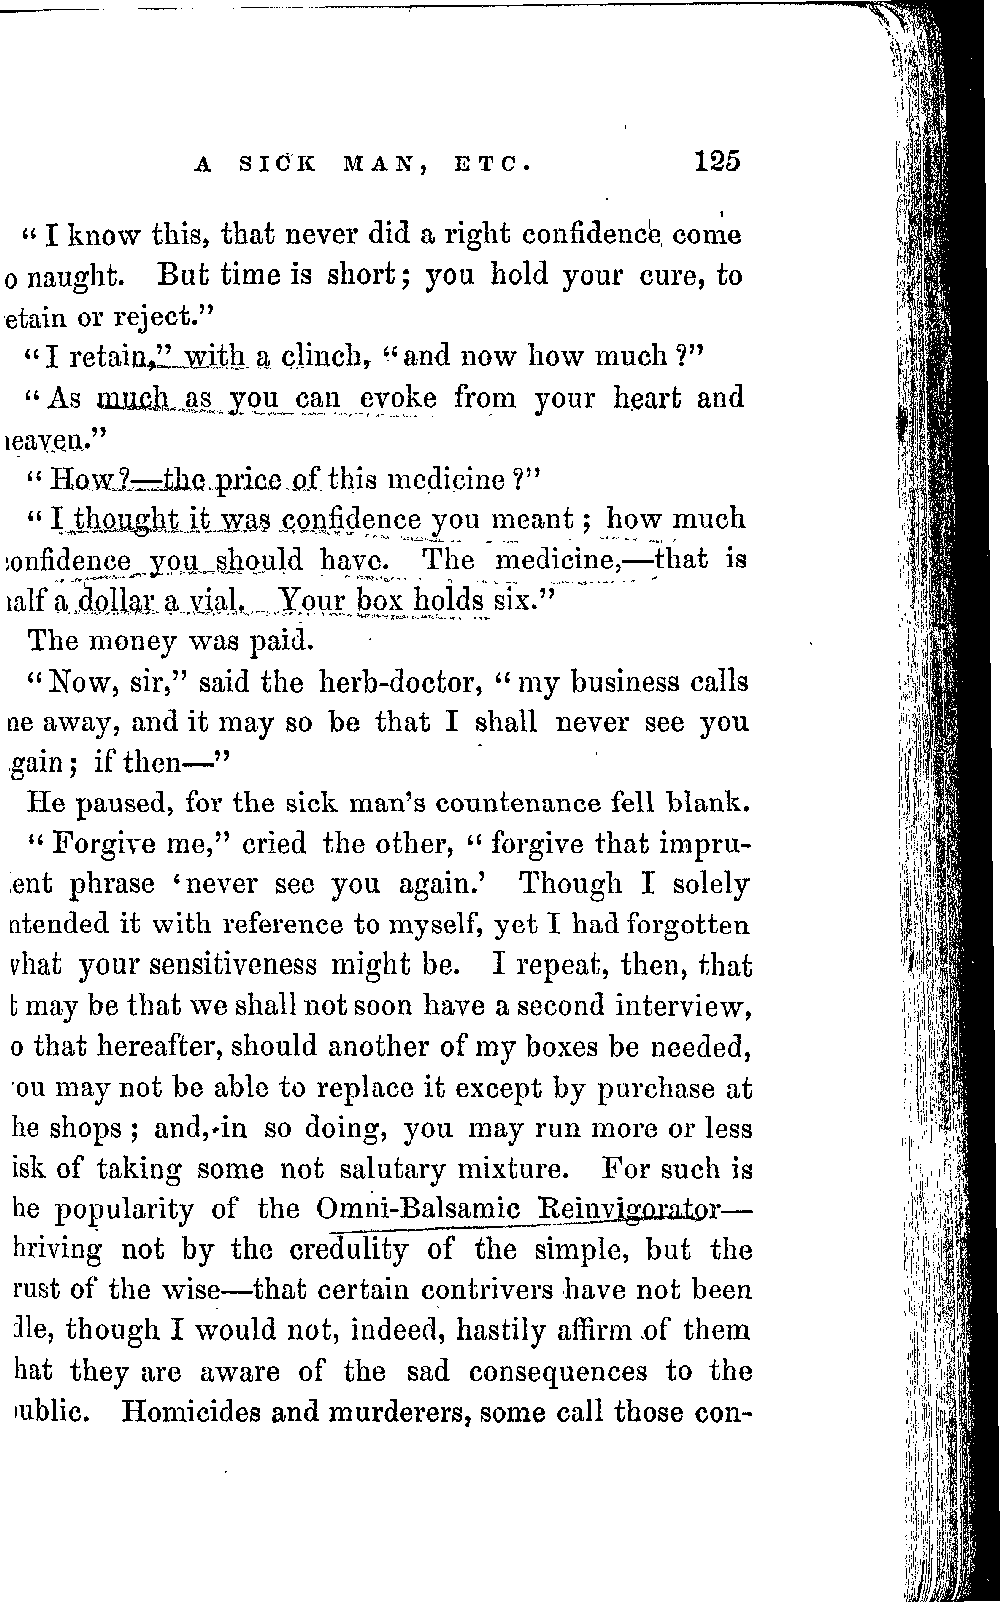 A SICK MAN, ETC. 125
“I know this, that never did a right confidence come
o naught. But time is short; you hold your cure, to
etain or reject.”
“I retain,” with a clinch, “and now how much?”
“As much as you can evoke from your heart and
eaven.”
“How?—the price of this medicine?”
“I thought it was confidence you meant; how much
onfidence you should have. The medicine,—that is
alf a dollar a vial. Your box holds six.”
The money was paid.
“Now, sir,” said the herb-doctor, “my business calls
ne away, and it may so be that I shall never see you
gain; if then—”
He paused, for the sick man’s countenance fell blank.
“Forgive me,” cried the other, “forgive that impru-
ent phrase ‘never see you again.’ Though I solely
ntended it with reference to myself, yet I had forgotten
vhat your sensitiveness might be. I repeat, then, that
t may be that we shall not soon have a second interview,
o that hereafter, should another of my boxes be needed,
ou may not be able to replace it except by purchase at
he shops; and, in so doing, you may run more or less
isk of taking some not salutary mixture. For such is
he popularity of the Omni-Balsamic Reinvigorator—
hriving not by the credulity of the simple, but the
rust of the wise—that certain contrivers have not been
dle, though I would not, indeed, hastily affirm of them
hat they are aware of the sad consequences to the
ublic. Homicides and murderers, some call those con-